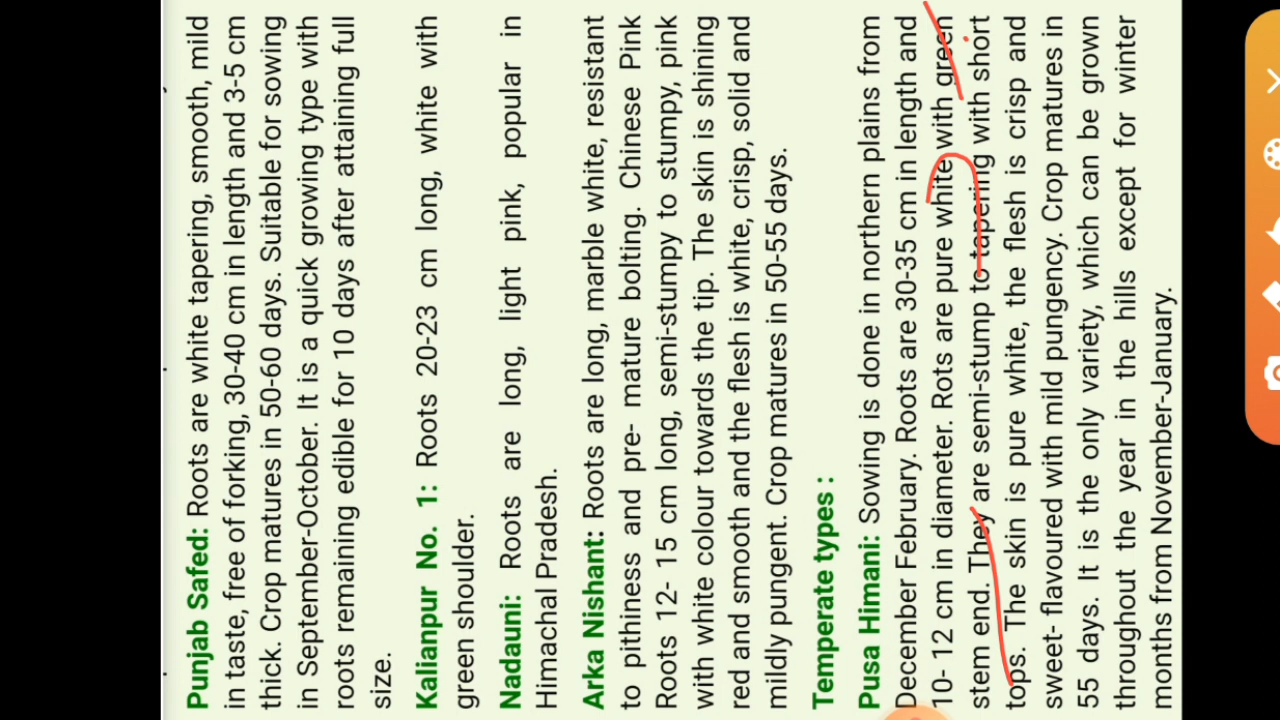 Punjab Safed: Roots are white tapering, smooth, mild
in taste, free of forking, 30-40 cm in length and 3-5 cm
thick. Crop matures in 50-60 days. Suitable for sowing
in September-October. It is a quick growing type with
roots remaining edible for 10 days after attaining full
size.
Kalianpur No. 1: Roots 20-23 cm long, white with
green shoulder.
Nadauni: Roots are long, light pink, popular in
Himachal Pradesh.
Arka Nishant: Roots are long, marble white, resistant
to pithiness and pre- mature bolting. Chinese Pink
Roots 12- 15 cm long, semi-stumpy to stumpy, pink
with white colour towards the tip. The skin is shining
red and smooth and the flesh is white, crisp, solid and
mildly pungent. Crop matures in 50-55 days.
Temperate types :
Pusa Himani: Sowing is done in northern plains from
December February. Roots are 30-35 cm in length and
10- 12 cm in diameter. Rots are pure white with green
stem end. They are semi-stump to tapering with short
tops. The skin is pure white, the flesh is crisp and
sweet- flavoured with mild pungency. Crop matures in
55 days. It is the only variety, which can be grown
throughout the year in the hills except for winter
months from November-January.